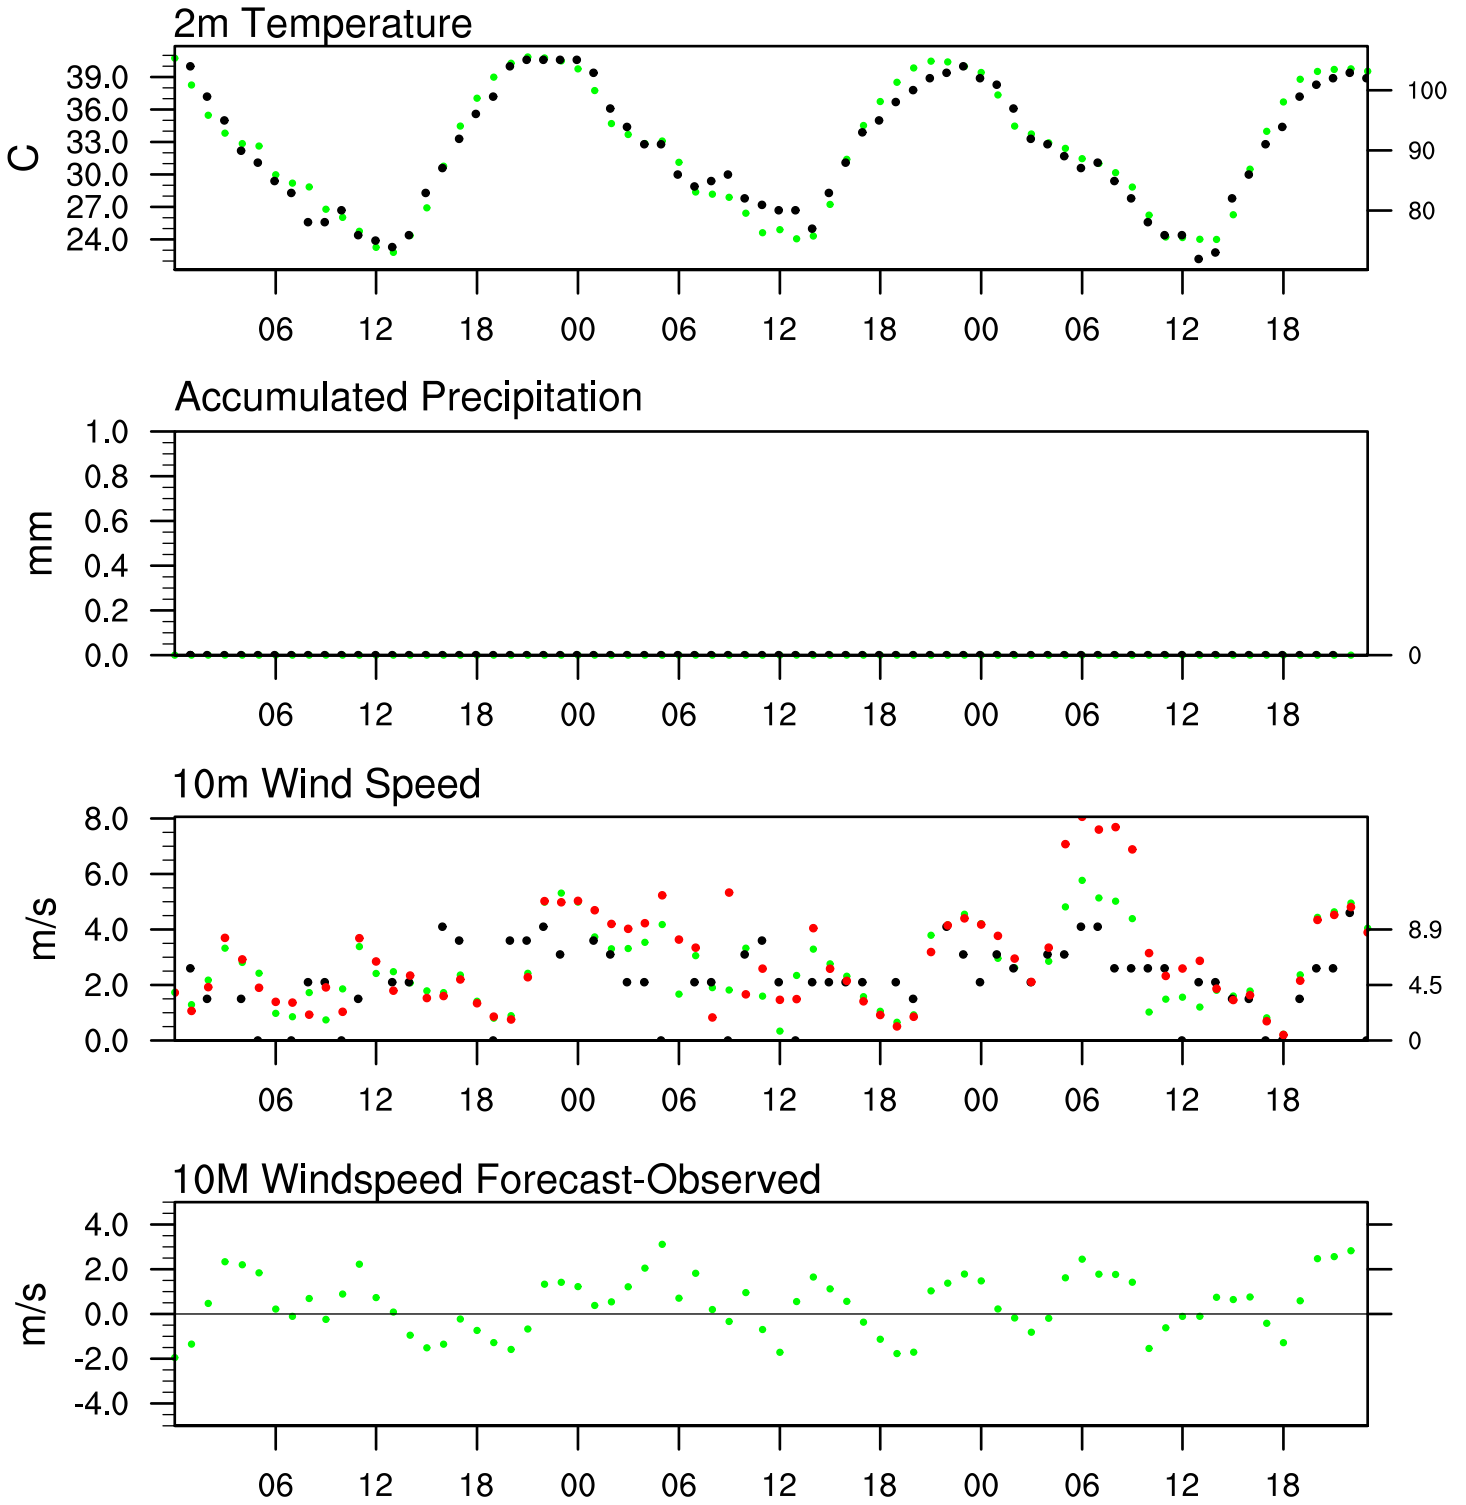 2m Temperature
C
39.0
36.0
33.0
30.0
27.0
24.0
100
90
80
06 12 18 00 06 12 18 00 06 12 18
Accumulated Precipitation
mm
1.0
0.8
0.6
0.4
0.2
0.0
0
06 12 18 00 06 12 18 00 06 12 18
10m Wind Speed
m/s
8.0
6.0
4.0
2.0
0.0
8.9
4.5
0
06 12 18 00 06 12 18 00 06 12 18
10M Windspeed Forecast-Observed
m/s
4.0
2.0
0.0
-2.0
-4.0
06 12 18 00 06 12 18 00 06 12 18